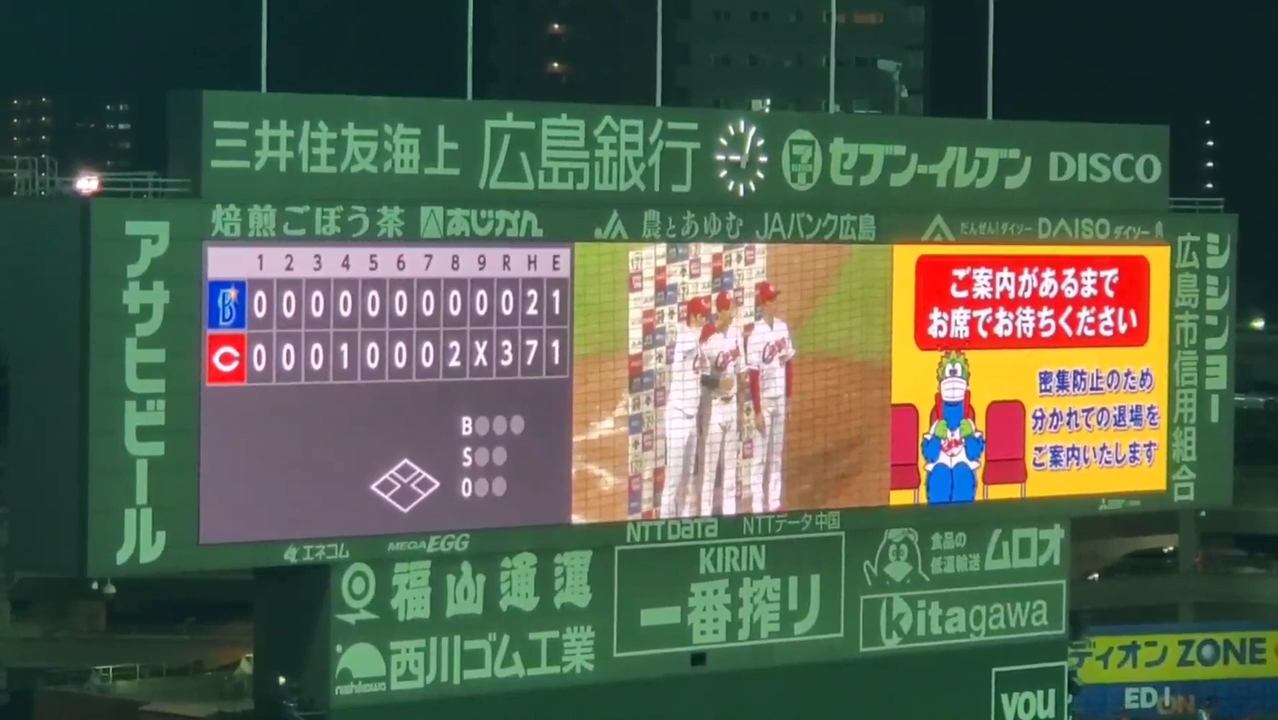 三井住友海上 広島銀行 7 ELEVEN セブン-イレブン DISCO
焙煎ごぼう茶 あじかん JA 農とあゆむ JAバンク広島 だんぜん!ダイソー DAISO ダイソー
アサヒビール
1 2 3 4 5 6 7 8 9 R H E
B 0 0 0 0 0 0 0 0 0 0 2 1
C 0 0 0 1 0 0 0 2 X 3 7 1
B
S
O
ご案内があるまで
お席でお待ちください
密集防止のため
分かれての退場を
ご案内いたします
シシンヨー
広島市信用組合
エネコム MEGA EGG NTT DATA NTTデータ中国
福山通運
nishikawa 西川ゴム工業
KIRIN
一番搾り
食品の
低温輸送 ムロオ
kitagawa
you
ディオン ZONE
EDI